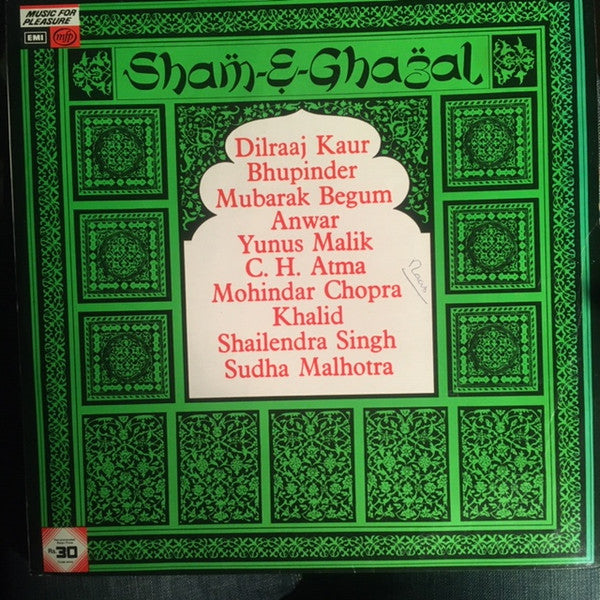 MUSIC FOR
PLEASURE
EMI
mfp
Sham-E-Ghazal
Dilraaj Kaur
Bhupinder
Mubarak Begum
Anwar
Yunus Malik
C. H. Atma
Mohindar Chopra
Khalid
Shailendra Singh
Sudha Malhotra
Rs 30